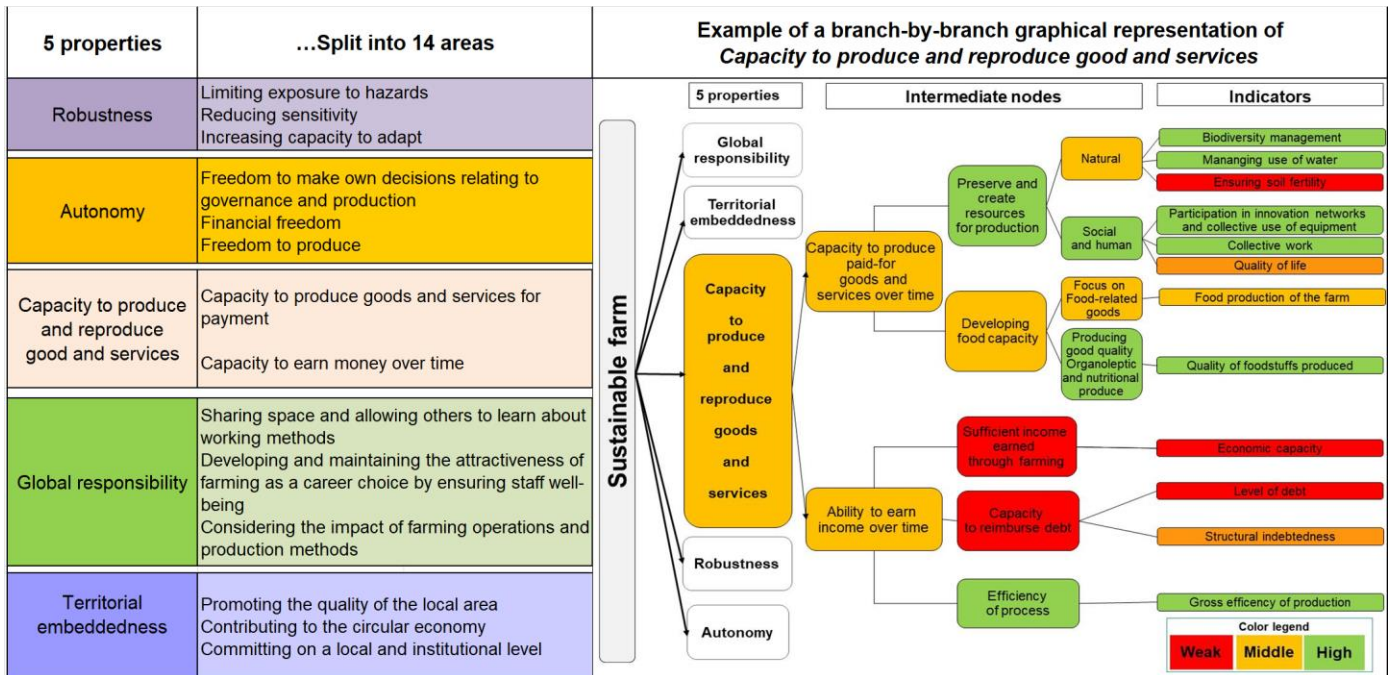 5 properties
...Split into 14 areas
Robustness
Limiting exposure to hazards
Reducing sensitivity
Increasing capacity to adapt
Autonomy
Freedom to make own decisions relating to
governance and production
Financial freedom
Freedom to produce
Capacity to produce
and reproduce
good and services
Capacity to produce goods and services for
payment
Capacity to earn money over time
Global responsibility
Sharing space and allowing others to learn about
working methods
Developing and maintaining the attractiveness of
farming as a career choice by ensuring staff well-
being
Considering the impact of farming operations and
production methods
Territorial
embeddedness
Promoting the quality of the local area
Contributing to the circular economy
Committing on a local and institutional level
Example of a branch-by-branch graphical representation of
Capacity to produce and reproduce good and services
5 properties
Intermediate nodes
Indicators
Sustainable farm
Global
responsibility
Territorial
embeddedness
Capacity
to
produce
and
reproduce
goods
and
services
Robustness
Autonomy
Capacity to produce
paid-for
goods and
services over time
Ability to earn
income over time
Preserve and
create
resources
for production
Developing
food capacity
Sufficient income
earned
through farming
Capacity
to reimburse debt
Efficiency
of process
Natural
Social
and human
Focus on
Food-related
goods
Producing
good quality
Organoleptic
and nutritional
produce
Biodiversity management
Mananging use of water
Ensuring soil fertility
Participation in innovation networks
and collective use of equipment
Collective work
Quality of life
Food production of the farm
Quality of foodstuffs produced
Economic capacity
Level of debt
Structural indebtedness
Gross efficency of production
Color legend
Weak
Middle
High